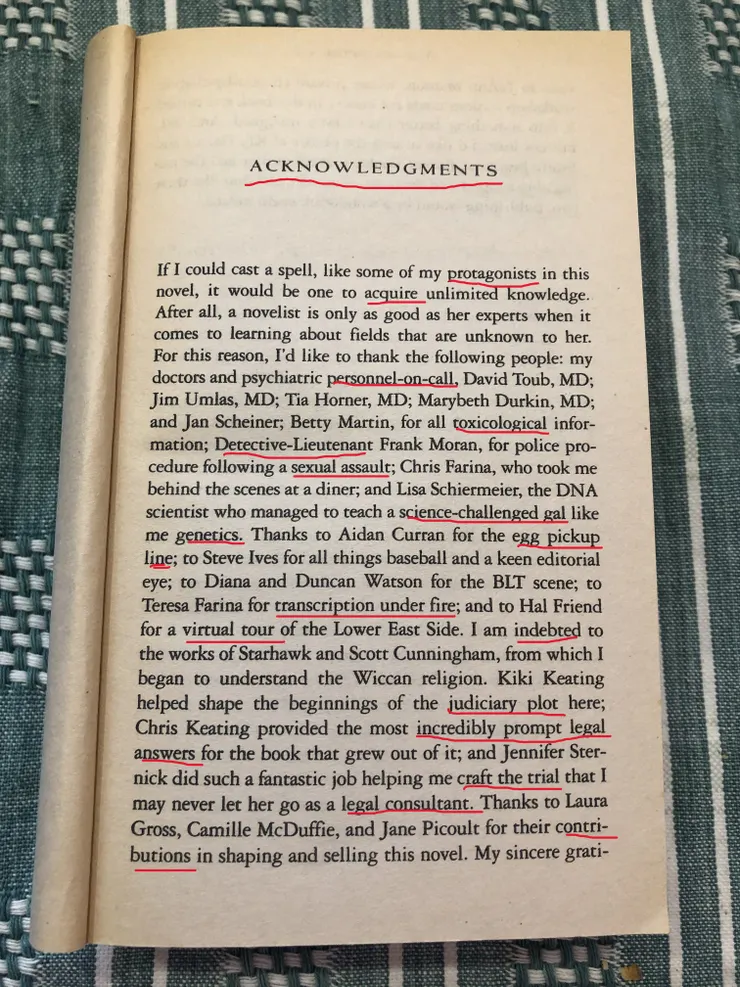 ACKNOWLEDGMENTS
If I could cast a spell, like some of my protagonists in this
novel, it would be one to acquire unlimited knowledge.
After all, a novelist is only as good as her experts when it
comes to learning about fields that are unknown to her.
For this reason, I'd like to thank the following people: my
doctors and psychiatric personnel-on-call, David Toub, MD;
Jim Umlas, MD; Tia Horner, MD; Marybeth Durkin, MD;
and Jan Scheiner; Betty Martin, for all toxicological infor-
mation; Detective-Lieutenant Frank Moran, for police pro-
cedure following a sexual assault; Chris Farina, who took me
behind the scenes at a diner; and Lisa Schiermeier, the DNA
scientist who managed to teach a science-challenged gal like
me genetics. Thanks to Aidan Curran for the egg pickup
line; to Steve Ives for all things baseball and a keen editorial
eye; to Diana and Duncan Watson for the BLT scene; to
Teresa Farina for transcription under fire; and to Hal Friend
for a virtual tour of the Lower East Side. I am indebted to
the works of Starhawk and Scott Cunningham, from which I
began to understand the Wiccan religion. Kiki Keating
helped shape the beginnings of the judiciary plot here;
Chris Keating provided the most incredibly prompt legal
answers for the book that grew out of it; and Jennifer Ster-
nick did such a fantastic job helping me craft the trial that I
may never let her go as a legal consultant. Thanks to Laura
Gross, Camille McDuffie, and Jane Picoult for their contri-
butions in shaping and selling this novel. My sincere grati-